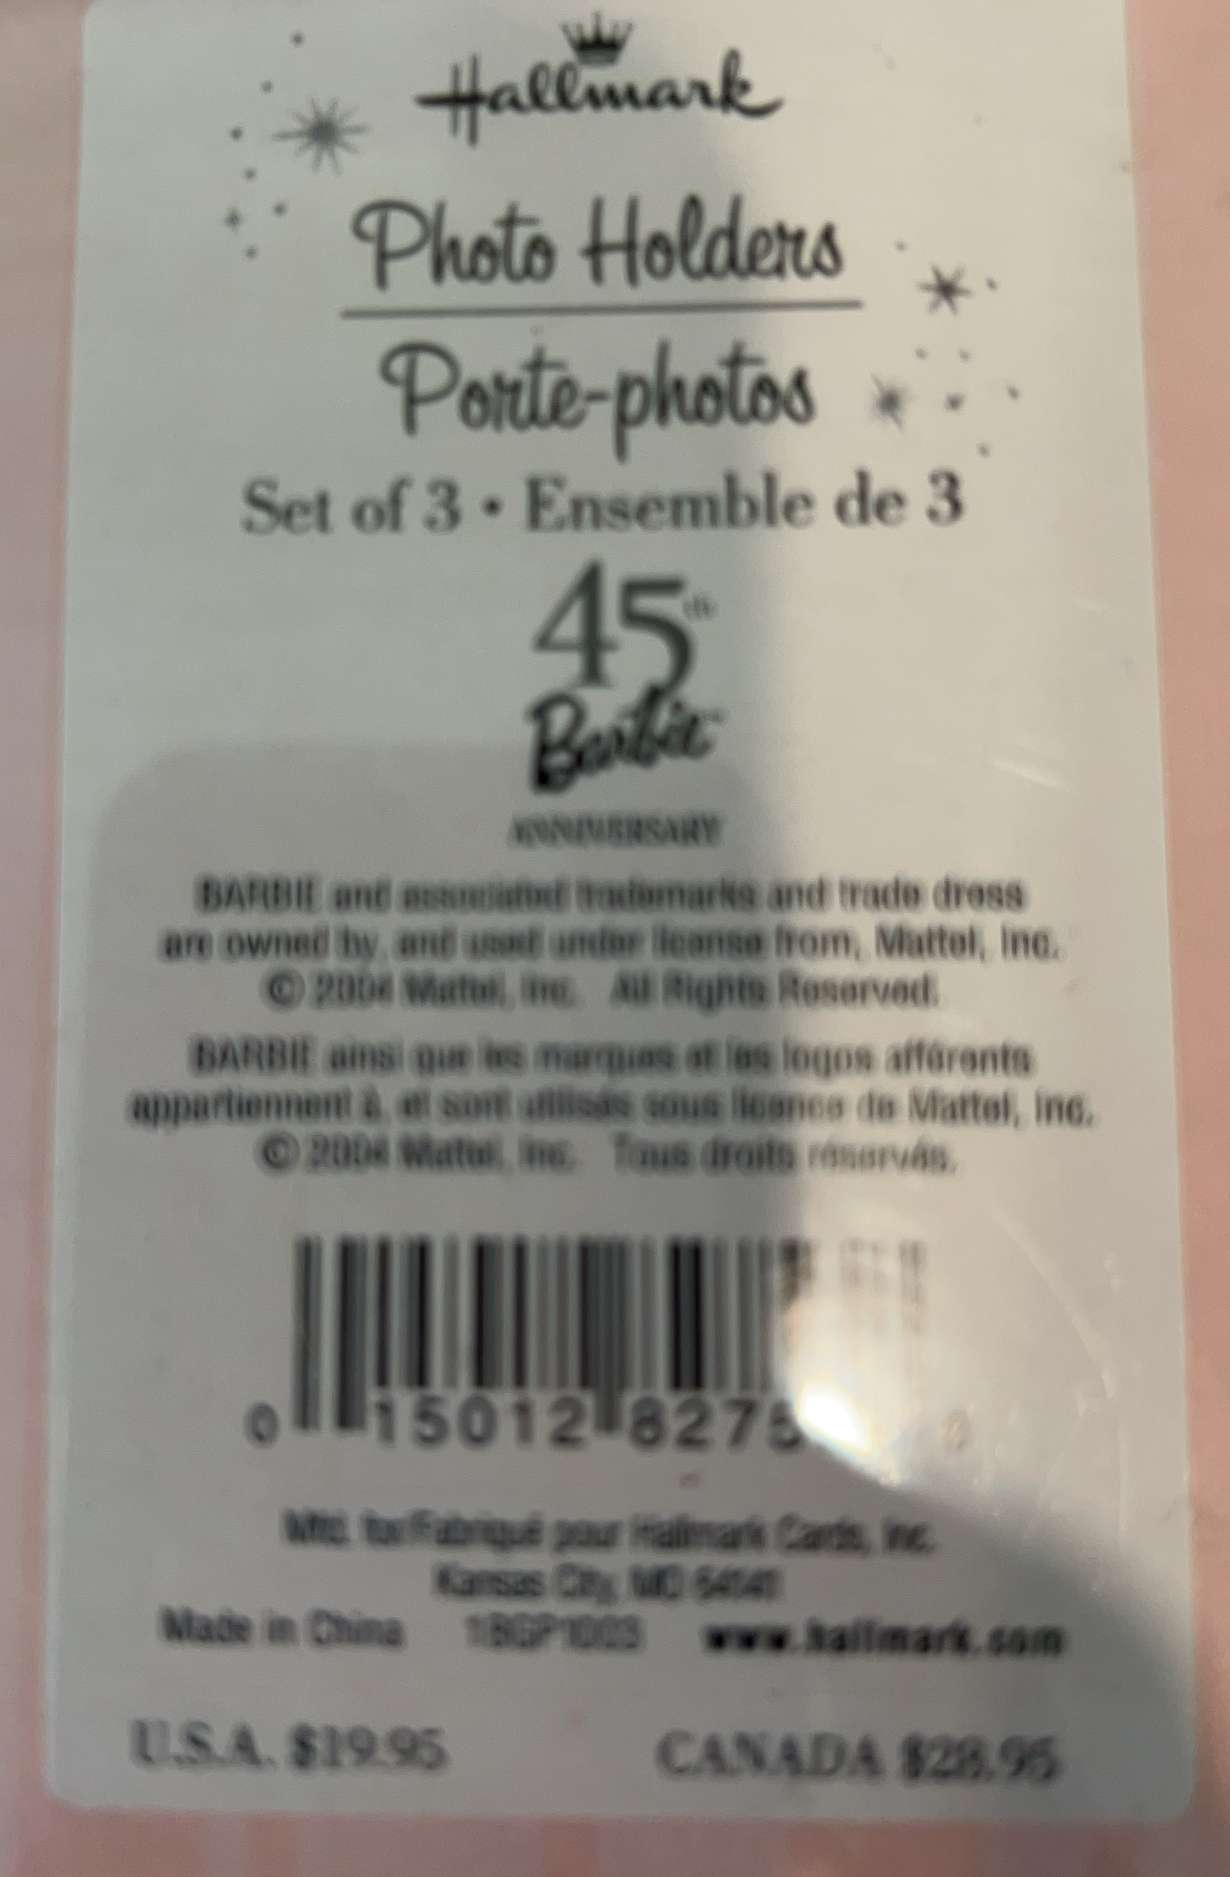 Hallmark
Photo Holders
Porte-photos
Set of 3 • Ensemble de 3
45th
Barbie™
ANNIVERSARY
BARBIE and associated trademarks and trade dress
are owned by, and used under license from, Mattel, Inc.
© 2004 Mattel, Inc. All Rights Reserved.
BARBIE ainsi que les marques et les logos afférents
appartiennent à, et sont utilisés sous licence de Mattel, Inc.
© 2004 Mattel, Inc. Tous droits réservés.
0 15012 8275
Mfd. for/Fabriqué pour Hallmark Cards, Inc.
Kansas City, MO 64141
Made in China 1BGP1003 www.hallmark.com
U.S.A. $19.95 CANADA $28.95